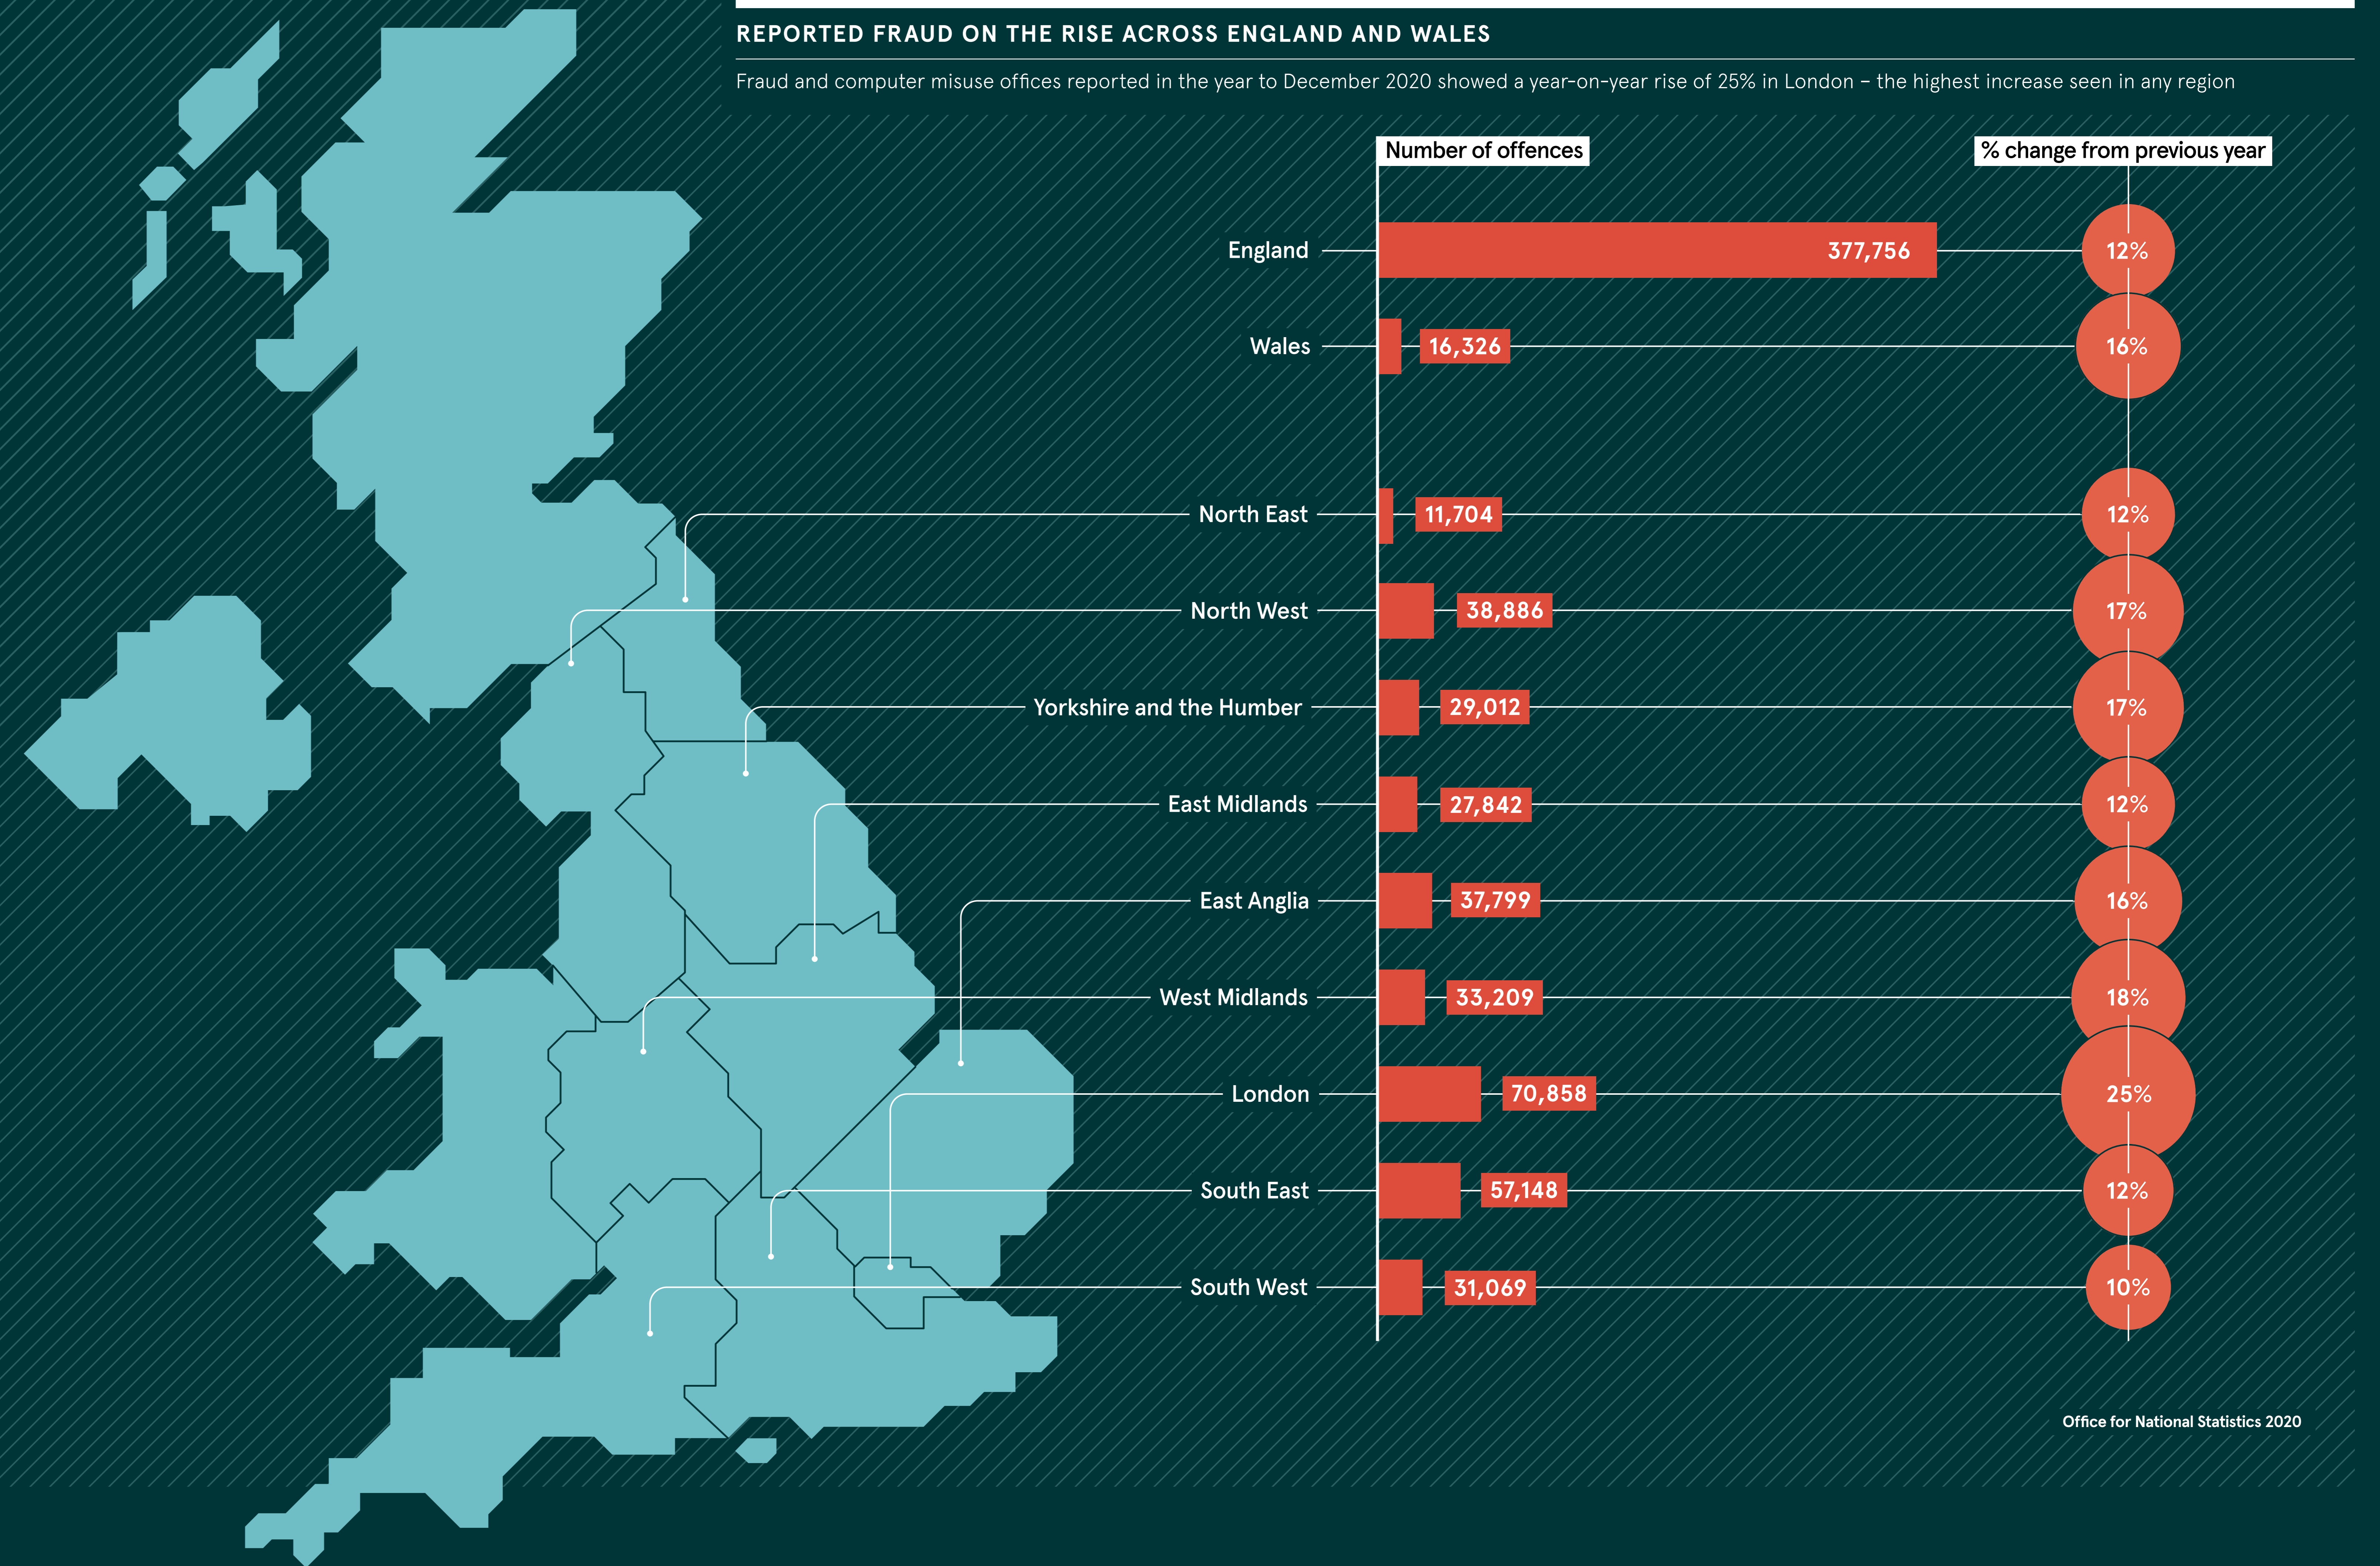 REPORTED FRAUD ON THE RISE ACROSS ENGLAND AND WALES
Fraud and computer misuse offices reported in the year to December 2020 showed a year-on-year rise of 25% in London – the highest increase seen in any region
Number of offences % change from previous year
England 377,756 12%
Wales 16,326 16%
North East 11,704 12%
North West 38,886 17%
Yorkshire and the Humber 29,012 17%
East Midlands 27,842 12%
East Anglia 37,799 16%
West Midlands 33,209 18%
London 70,858 25%
South East 57,148 12%
South West 31,069 10%
Office for National Statistics 2020